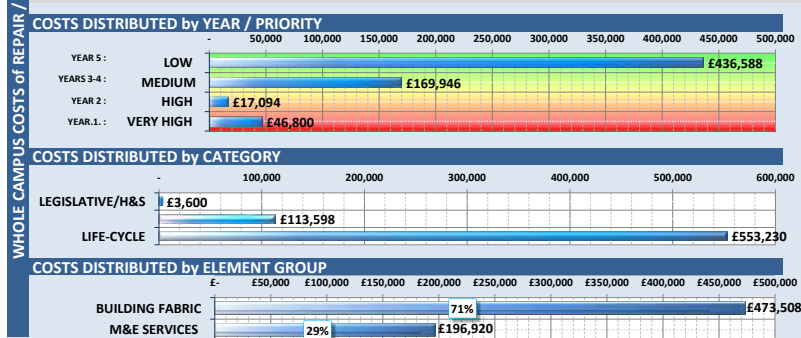 WHOLE CAMPUS COSTS of REPAIR /
COSTS DISTRIBUTED by YEAR / PRIORITY
- 50,000 100,000 150,000 200,000 250,000 300,000 350,000 400,000 450,000 500,000
YEAR 5 : LOW £436,588
YEARS 3-4 : MEDIUM £169,946
YEAR 2 : HIGH £17,094
YEAR.1. : VERY HIGH £46,800
COSTS DISTRIBUTED by CATEGORY
- 100,000 200,000 300,000 400,000 500,000 600,000
LEGISLATIVE/H&S £3,600
£113,598
LIFE-CYCLE £553,230
COSTS DISTRIBUTED by ELEMENT GROUP
£- £50,000 £100,000 £150,000 £200,000 £250,000 £300,000 £350,000 £400,000 £450,000 £500,000
BUILDING FABRIC 71% £473,508
M&E SERVICES 29% £196,920